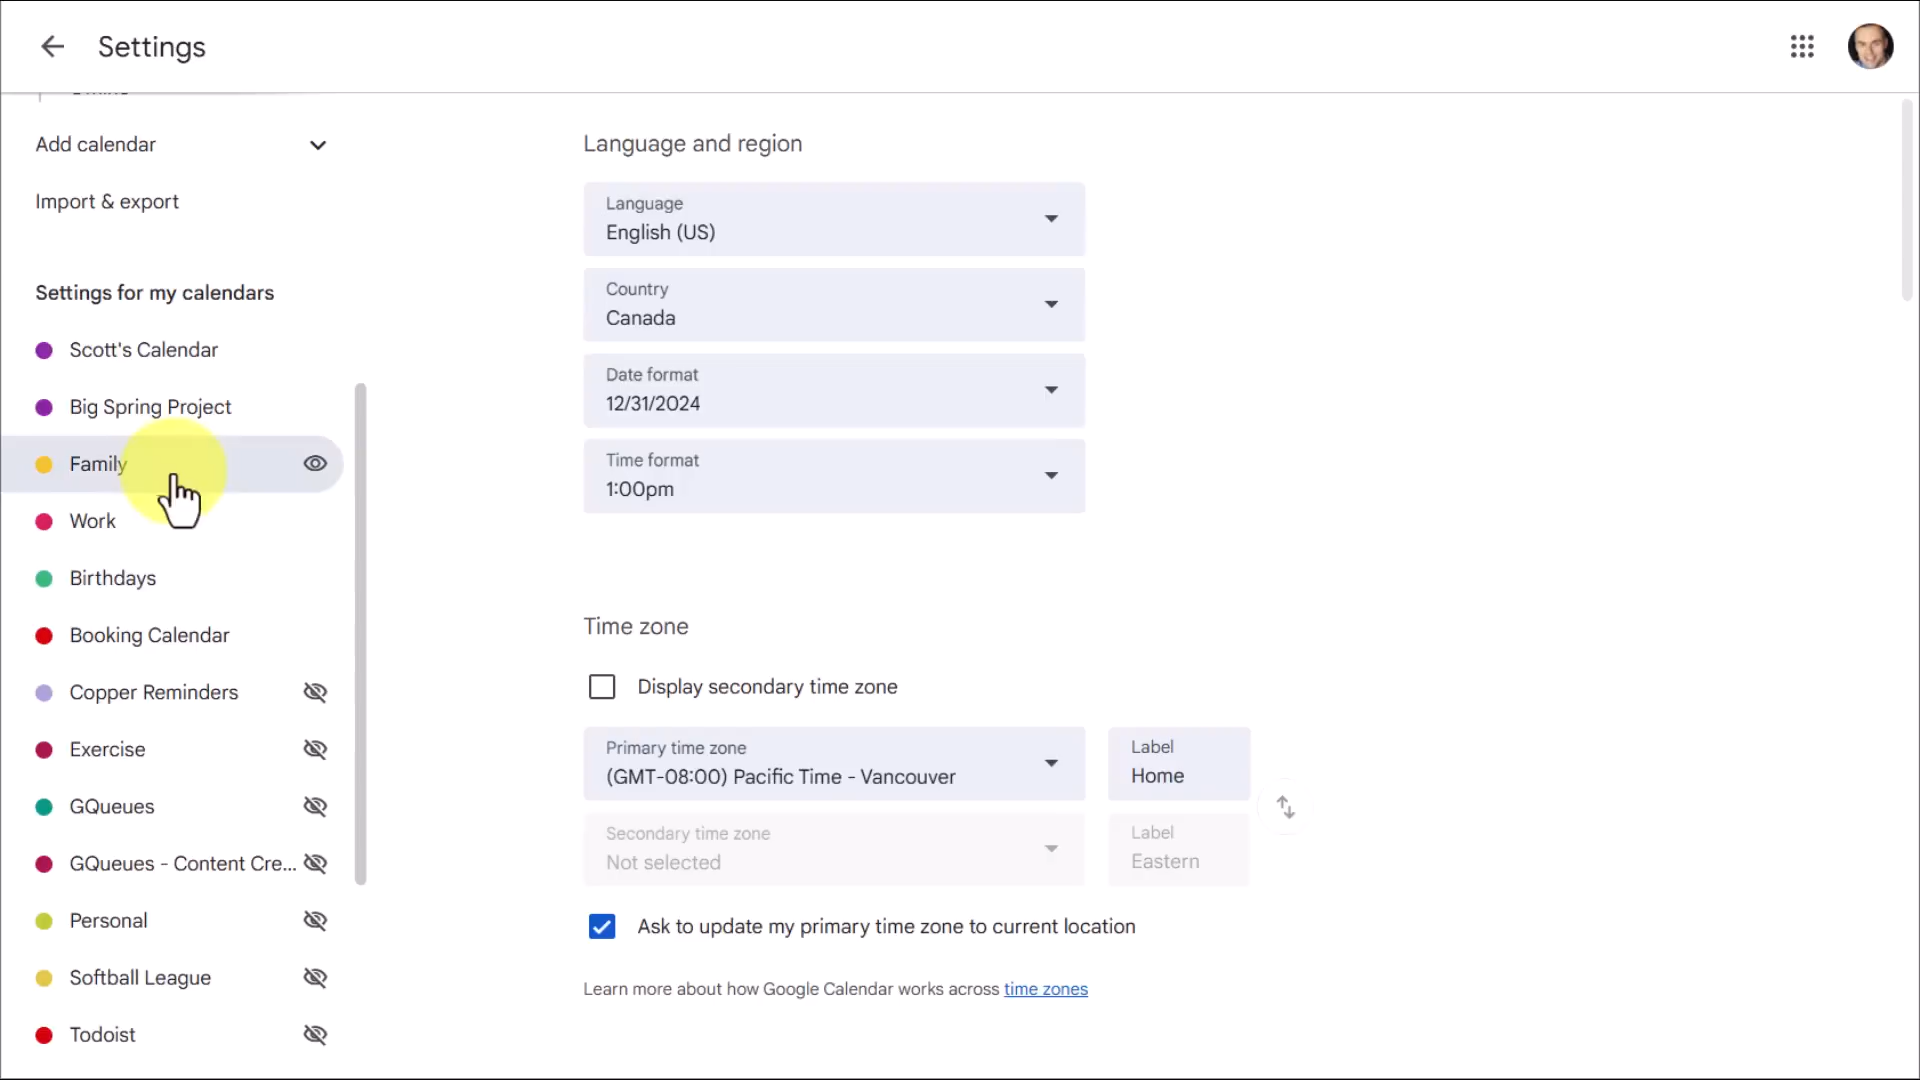 Settings
Add calendar
Import & export
Settings for my calendars
Scott's Calendar
Big Spring Project
Family
Work
Birthdays
Booking Calendar
Copper Reminders
Exercise
GQueues
GQueues - Content Cre...
Personal
Softball League
Todoist
Language and region
Language
English (US)
Country
Canada
Date format
12/31/2024
Time format
1:00pm
Time zone
Display secondary time zone
Primary time zone
(GMT-08:00) Pacific Time - Vancouver
Label
Home
Secondary time zone
Not selected
Label
Eastern
Ask to update my primary time zone to current location
Learn more about how Google Calendar works across time zones